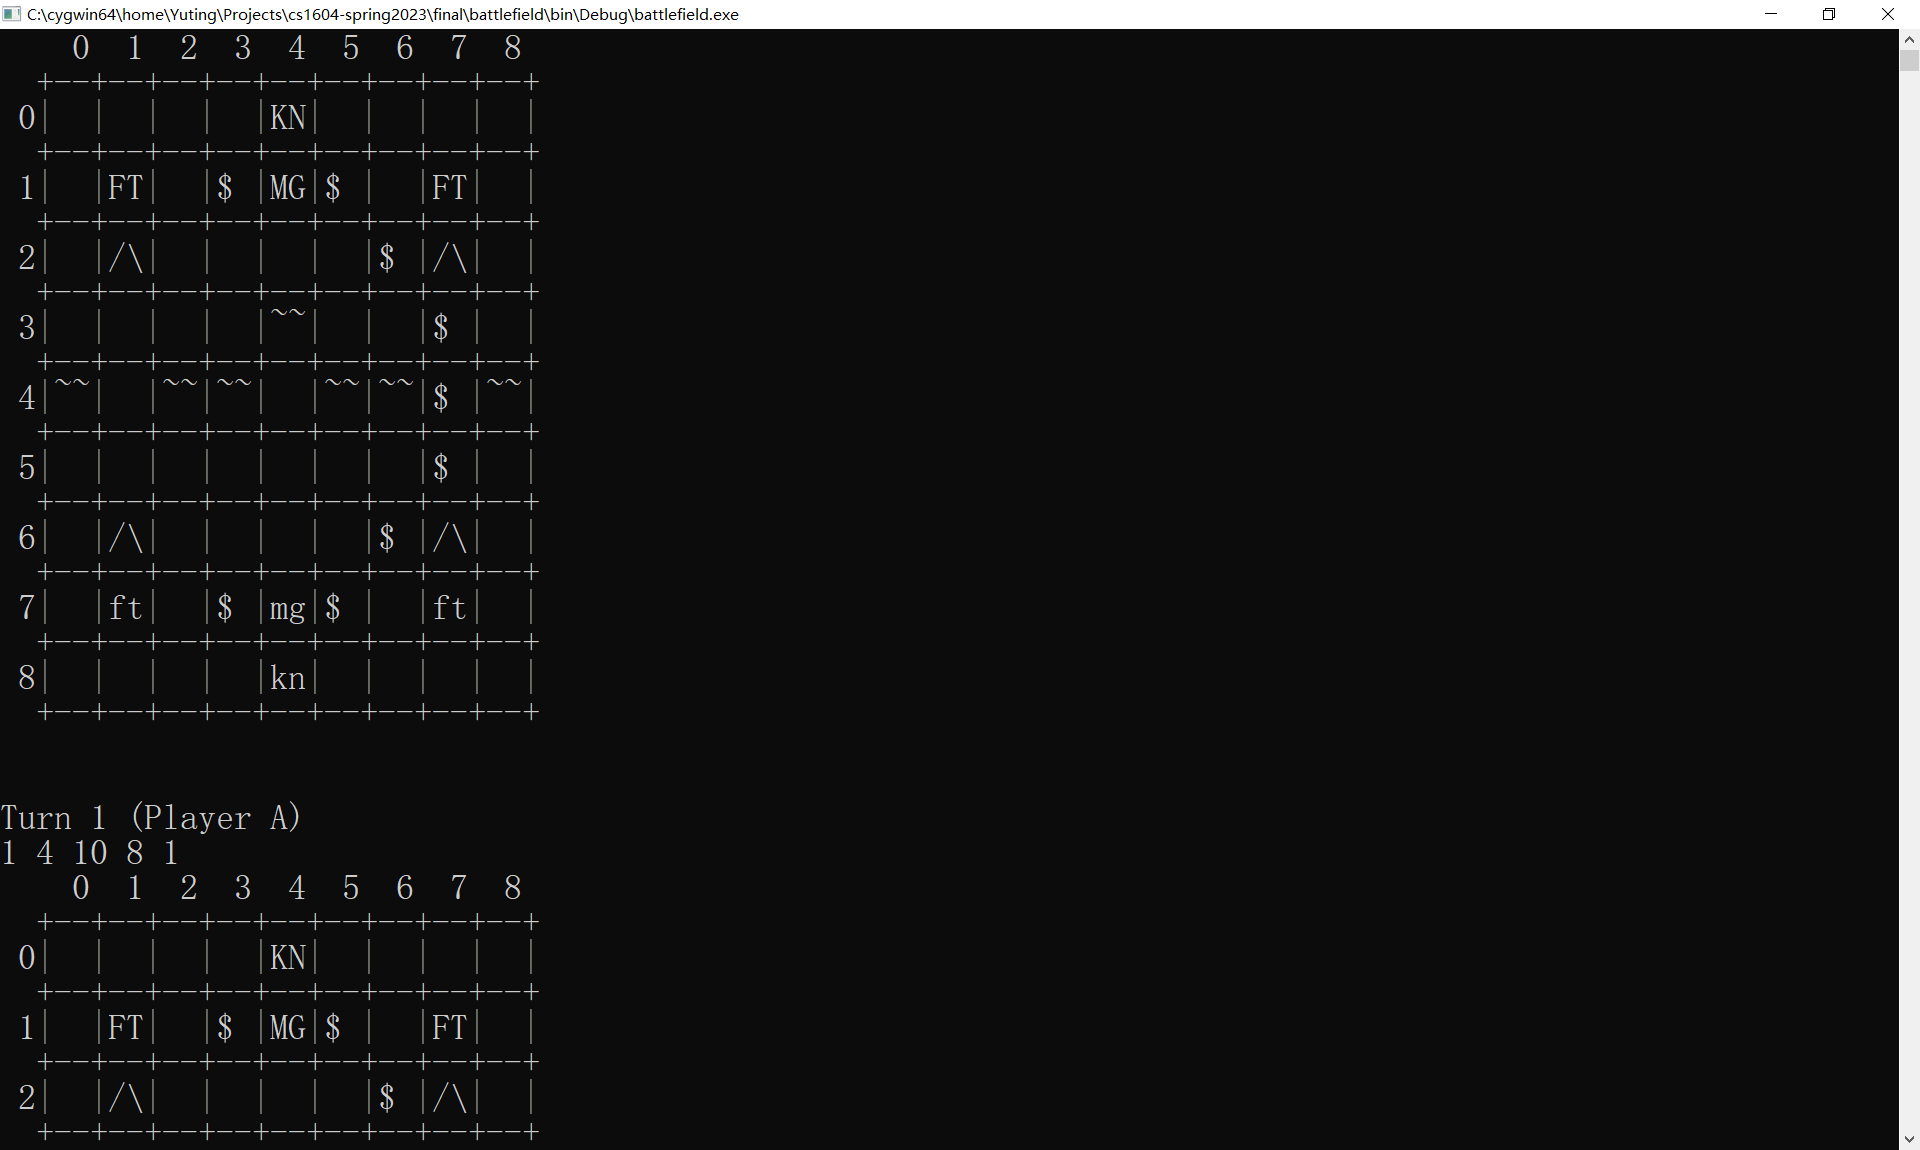 C:\cygwin64\home\Yuting\Projects\cs1604-spring2023\final\battlefield\bin\Debug\battlefield.exe
    0  1  2  3  4  5  6  7  8
  +--+--+--+--+--+--+--+--+--+
 0|  |  |  |  |KN|  |  |  |  |
  +--+--+--+--+--+--+--+--+--+
 1|  |FT|  |$ |MG|$ |  |FT|  |
  +--+--+--+--+--+--+--+--+--+
 2|  |/\|  |  |  |  |$ |/\|  |
  +--+--+--+--+--+--+--+--+--+
 3|  |  |  |  |~~|  |  |$ |  |
  +--+--+--+--+--+--+--+--+--+
 4|~~|  |~~|~~|  |~~|~~|$ |~~|
  +--+--+--+--+--+--+--+--+--+
 5|  |  |  |  |  |  |  |$ |  |
  +--+--+--+--+--+--+--+--+--+
 6|  |/\|  |  |  |  |$ |/\|  |
  +--+--+--+--+--+--+--+--+--+
 7|  |ft|  |$ |mg|$ |  |ft|  |
  +--+--+--+--+--+--+--+--+--+
 8|  |  |  |  |kn|  |  |  |  |
  +--+--+--+--+--+--+--+--+--+
Turn 1 (Player A)
1 4 10 8 1
    0  1  2  3  4  5  6  7  8
  +--+--+--+--+--+--+--+--+--+
 0|  |  |  |  |KN|  |  |  |  |
  +--+--+--+--+--+--+--+--+--+
 1|  |FT|  |$ |MG|$ |  |FT|  |
  +--+--+--+--+--+--+--+--+--+
 2|  |/\|  |  |  |  |$ |/\|  |
  +--+--+--+--+--+--+--+--+--+